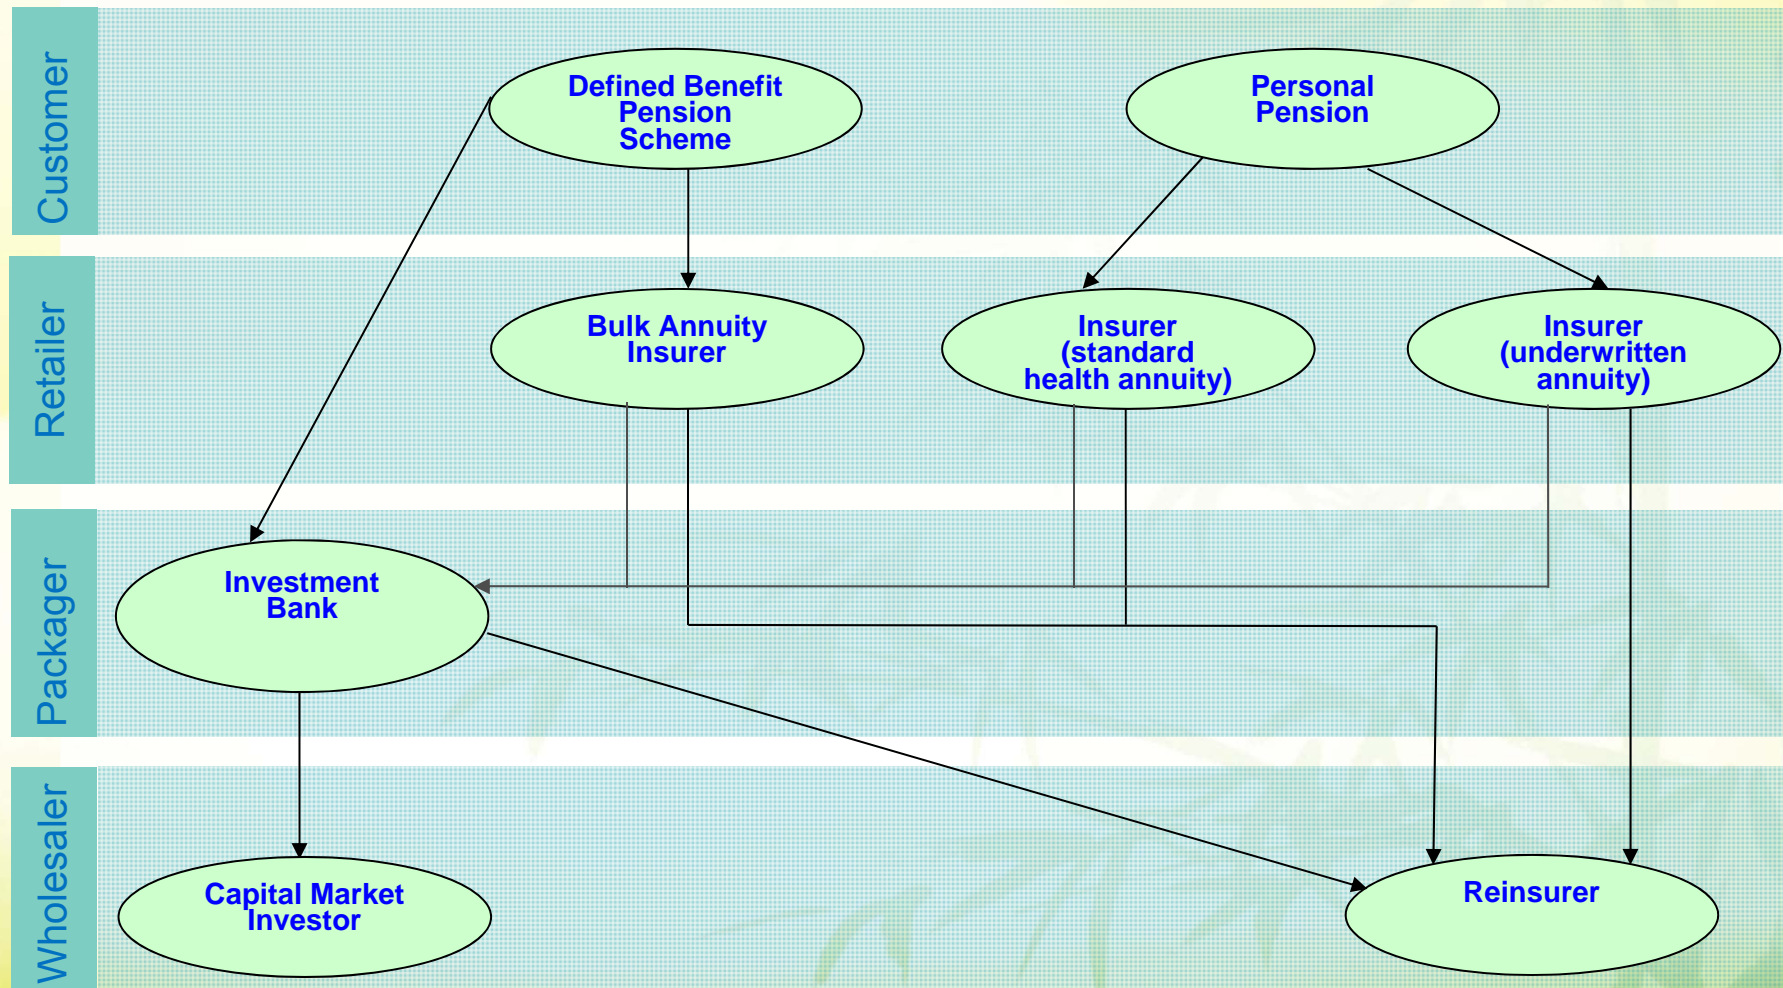 Customer
Defined Benefit
Pension
Scheme
Personal
Pension
Retailer
Bulk Annuity
Insurer
Insurer
(standard
health annuity)
Insurer
(underwritten
annuity)
Packager
Investment
Bank
Wholesaler
Capital Market
Investor
Reinsurer